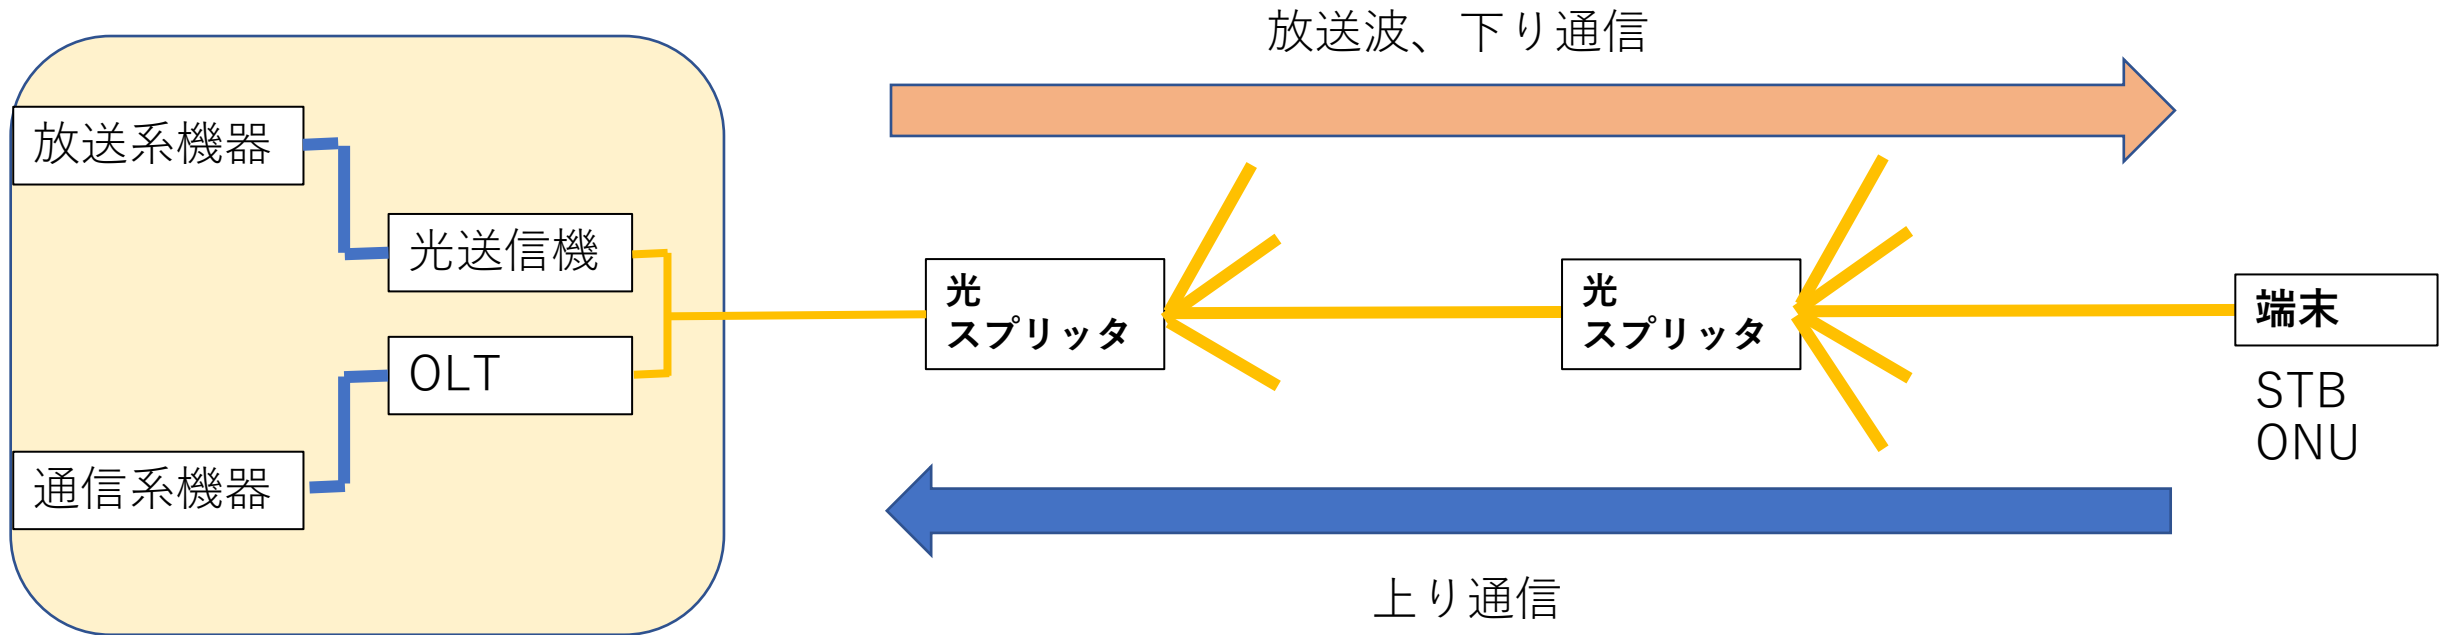 放送波、下り通信
放送系機器
光送信機
OLT
通信系機器
光
スプリッタ
光
スプリッタ
端末
STB
ONU
上り通信